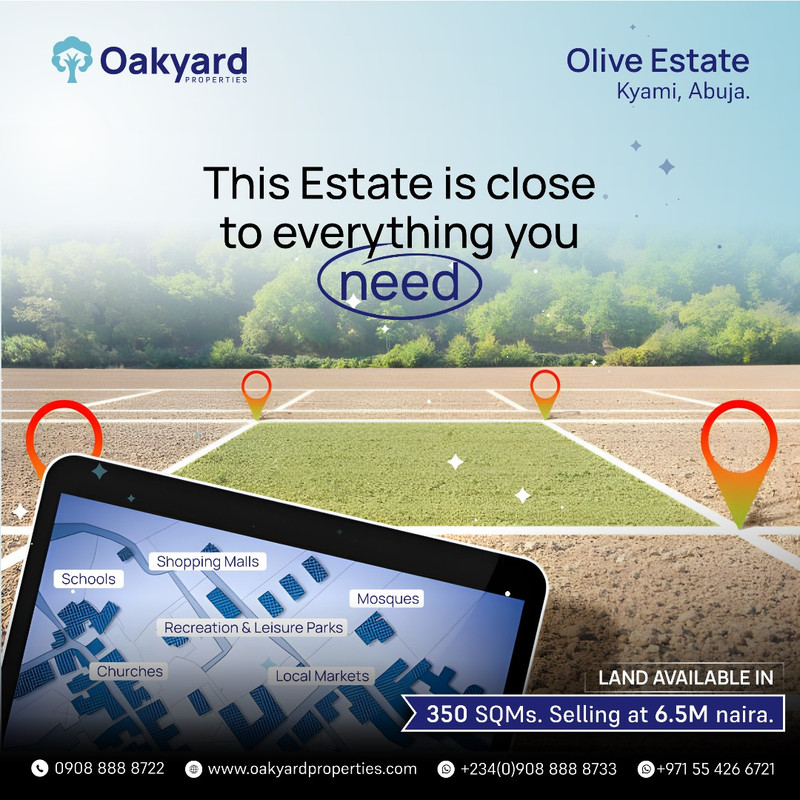 Oakyard
PROPERTIES
Olive Estate
Kyami, Abuja.
This Estate is close
to everything you
need
Schools
Shopping Malls
Mosques
Recreation & Leisure Parks
Churches
Local Markets
LAND AVAILABLE IN
350 SQMs. Selling at 6.5M naira.
0908 888 8722
www.oakyardproperties.com
+234(0)908 888 8733
+971 55 426 6721